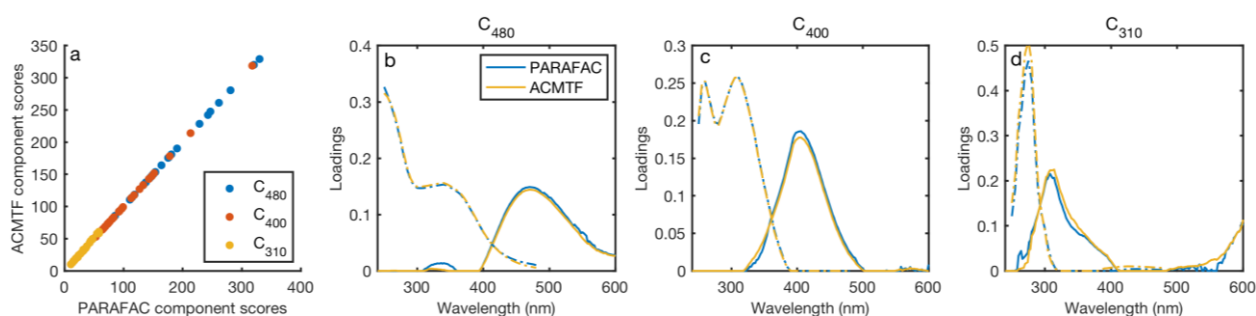 a
ACMTF component scores
350
300
250
200
150
100
50
0
0 100 200 300 400
PARAFAC component scores
C480
C400
C310
C480
b
Loadings
0.4
0.3
0.2
0.1
0
300 400 500 600
Wavelength (nm)
PARAFAC
ACMTF
C400
c
Loadings
0.3
0.25
0.2
0.15
0.1
0.05
0
300 400 500 600
Wavelength (nm)
C310
d
Loadings
0.5
0.4
0.3
0.2
0.1
0
300 400 500 600
Wavelength (nm)